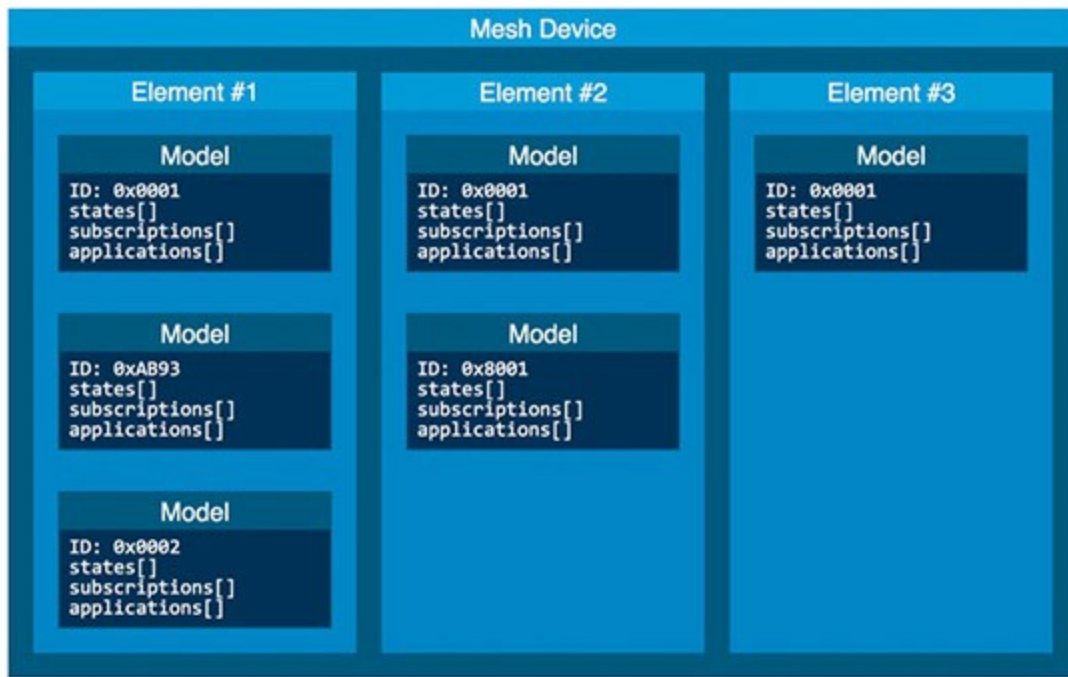 Mesh Device
Element #1
Model
ID: 0x0001
states[]
subscriptions[]
applications[]
Model
ID: 0xAB93
states[]
subscriptions[]
applications[]
Model
ID: 0x0002
states[]
subscriptions[]
applications[]
Element #2
Model
ID: 0x0001
states[]
subscriptions[]
applications[]
Model
ID: 0x8001
states[]
subscriptions[]
applications[]
Element #3
Model
ID: 0x0001
states[]
subscriptions[]
applications[]